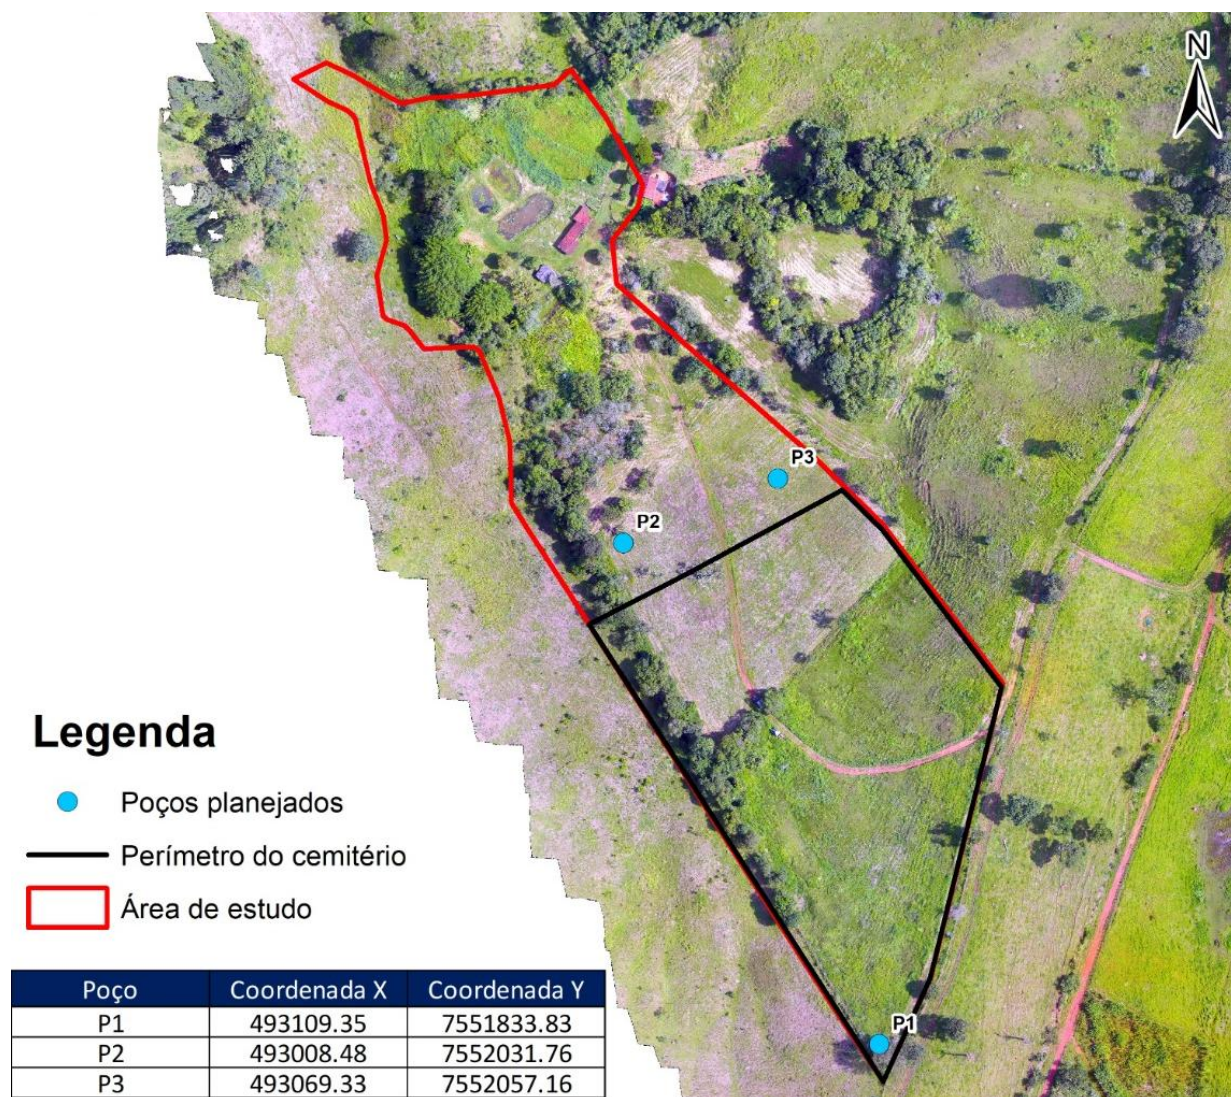 N
P3
P2
Legenda
Poços planejados
Perímetro do cemitério
Área de estudo
P1
Poço Coordenada X Coordenada Y
P1 493109.35 7551833.83
P2 493008.48 7552031.76
P3 493069.33 7552057.16